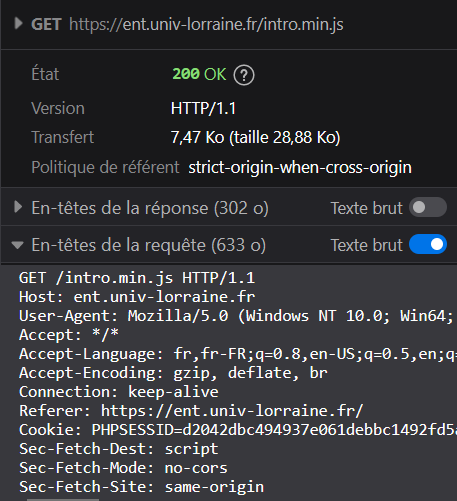 GET https://ent.univ-lorraine.fr/intro.min.js
État 200 OK ?
Version HTTP/1.1
Transfert 7,47 Ko (taille 28,88 Ko)
Politique de référent strict-origin-when-cross-origin
En-têtes de la réponse (302 o) Texte brut
En-têtes de la requête (633 o) Texte brut
GET /intro.min.js HTTP/1.1
Host: ent.univ-lorraine.fr
User-Agent: Mozilla/5.0 (Windows NT 10.0; Win64;
Accept: */*
Accept-Language: fr,fr-FR;q=0.8,en-US;q=0.5,en;q=
Accept-Encoding: gzip, deflate, br
Connection: keep-alive
Referer: https://ent.univ-lorraine.fr/
Cookie: PHPSESSID=d2042dbc494937e061debbc1492fd5a
Sec-Fetch-Dest: script
Sec-Fetch-Mode: no-cors
Sec-Fetch-Site: same-origin